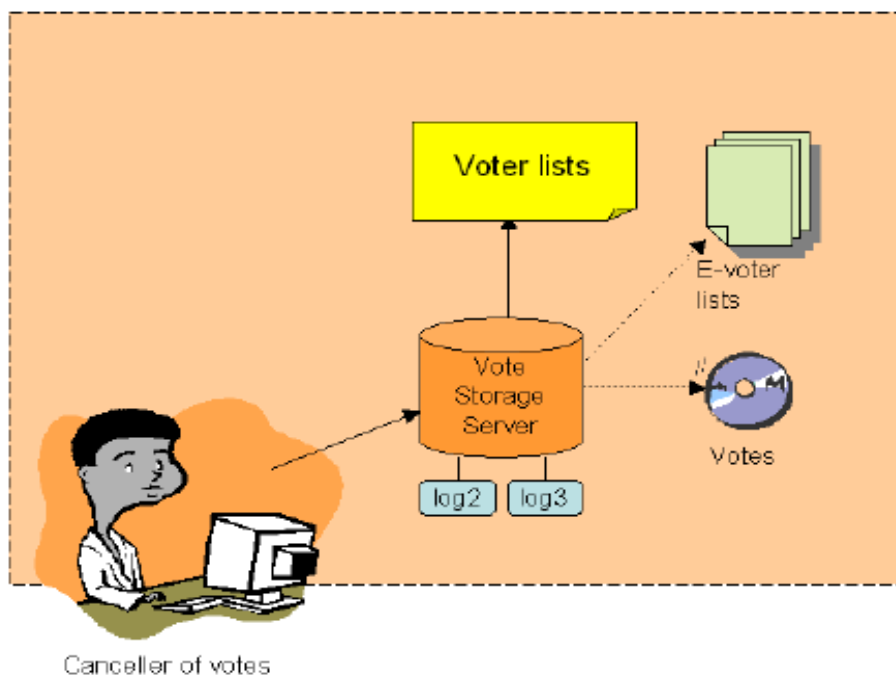 Voter lists
E-voter
lists
Vote
Storage
Server
Votes
log2
log3
Canceller of votes